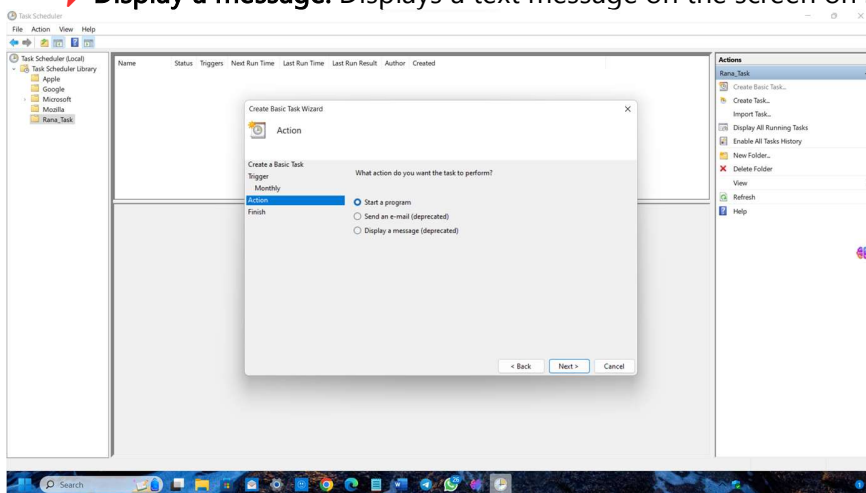 Display a message: Displays a text message on the screen on
Task Scheduler
File Action View Help
Task Scheduler (Local)
Task Scheduler Library
Apple
Google
Microsoft
Mozilla
Rana_Task
Name Status Triggers Next Run Time Last Run Time Last Run Result Author Created
Create Basic Task Wizard
Action
Create a Basic Task
Trigger
Monthly
Action
Finish
What action do you want the task to perform?
Start a program
Send an e-mail (deprecated)
Display a message (deprecated)
< Back Next > Cancel
Actions
Rana_Task
Create Basic Task...
Create Task...
Import Task...
Display All Running Tasks
Enable All Tasks History
New Folder...
Delete Folder
View
Refresh
Help
Search